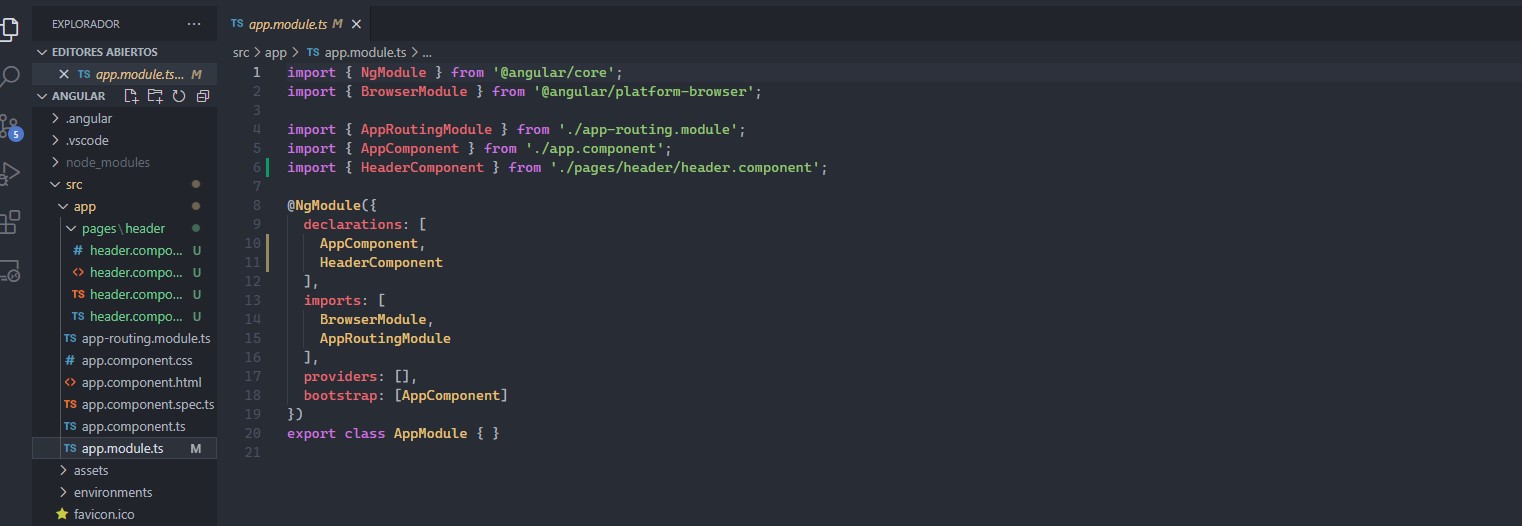 EXPLORADOR ···
EDITORES ABIERTOS
TS app.module.ts... M
ANGULAR
.angular
.vscode
node_modules
src
app
pages\header
# header.compo... U
<> header.compo... U
TS header.compo... U
TS header.compo... U
TS app-routing.module.ts
# app.component.css
<> app.component.html
TS app.component.spec.ts
TS app.component.ts
TS app.module.ts M
assets
environments
favicon.ico
5
TS app.module.ts M
src > app > TS app.module.ts > ...
1 import { NgModule } from '@angular/core';
2 import { BrowserModule } from '@angular/platform-browser';
3
4 import { AppRoutingModule } from './app-routing.module';
5 import { AppComponent } from './app.component';
6 import { HeaderComponent } from './pages/header/header.component';
7
8 @NgModule({
9 declarations: [
10 AppComponent,
11 HeaderComponent
12 ],
13 imports: [
14 BrowserModule,
15 AppRoutingModule
16 ],
17 providers: [],
18 bootstrap: [AppComponent]
19 })
20 export class AppModule { }
21